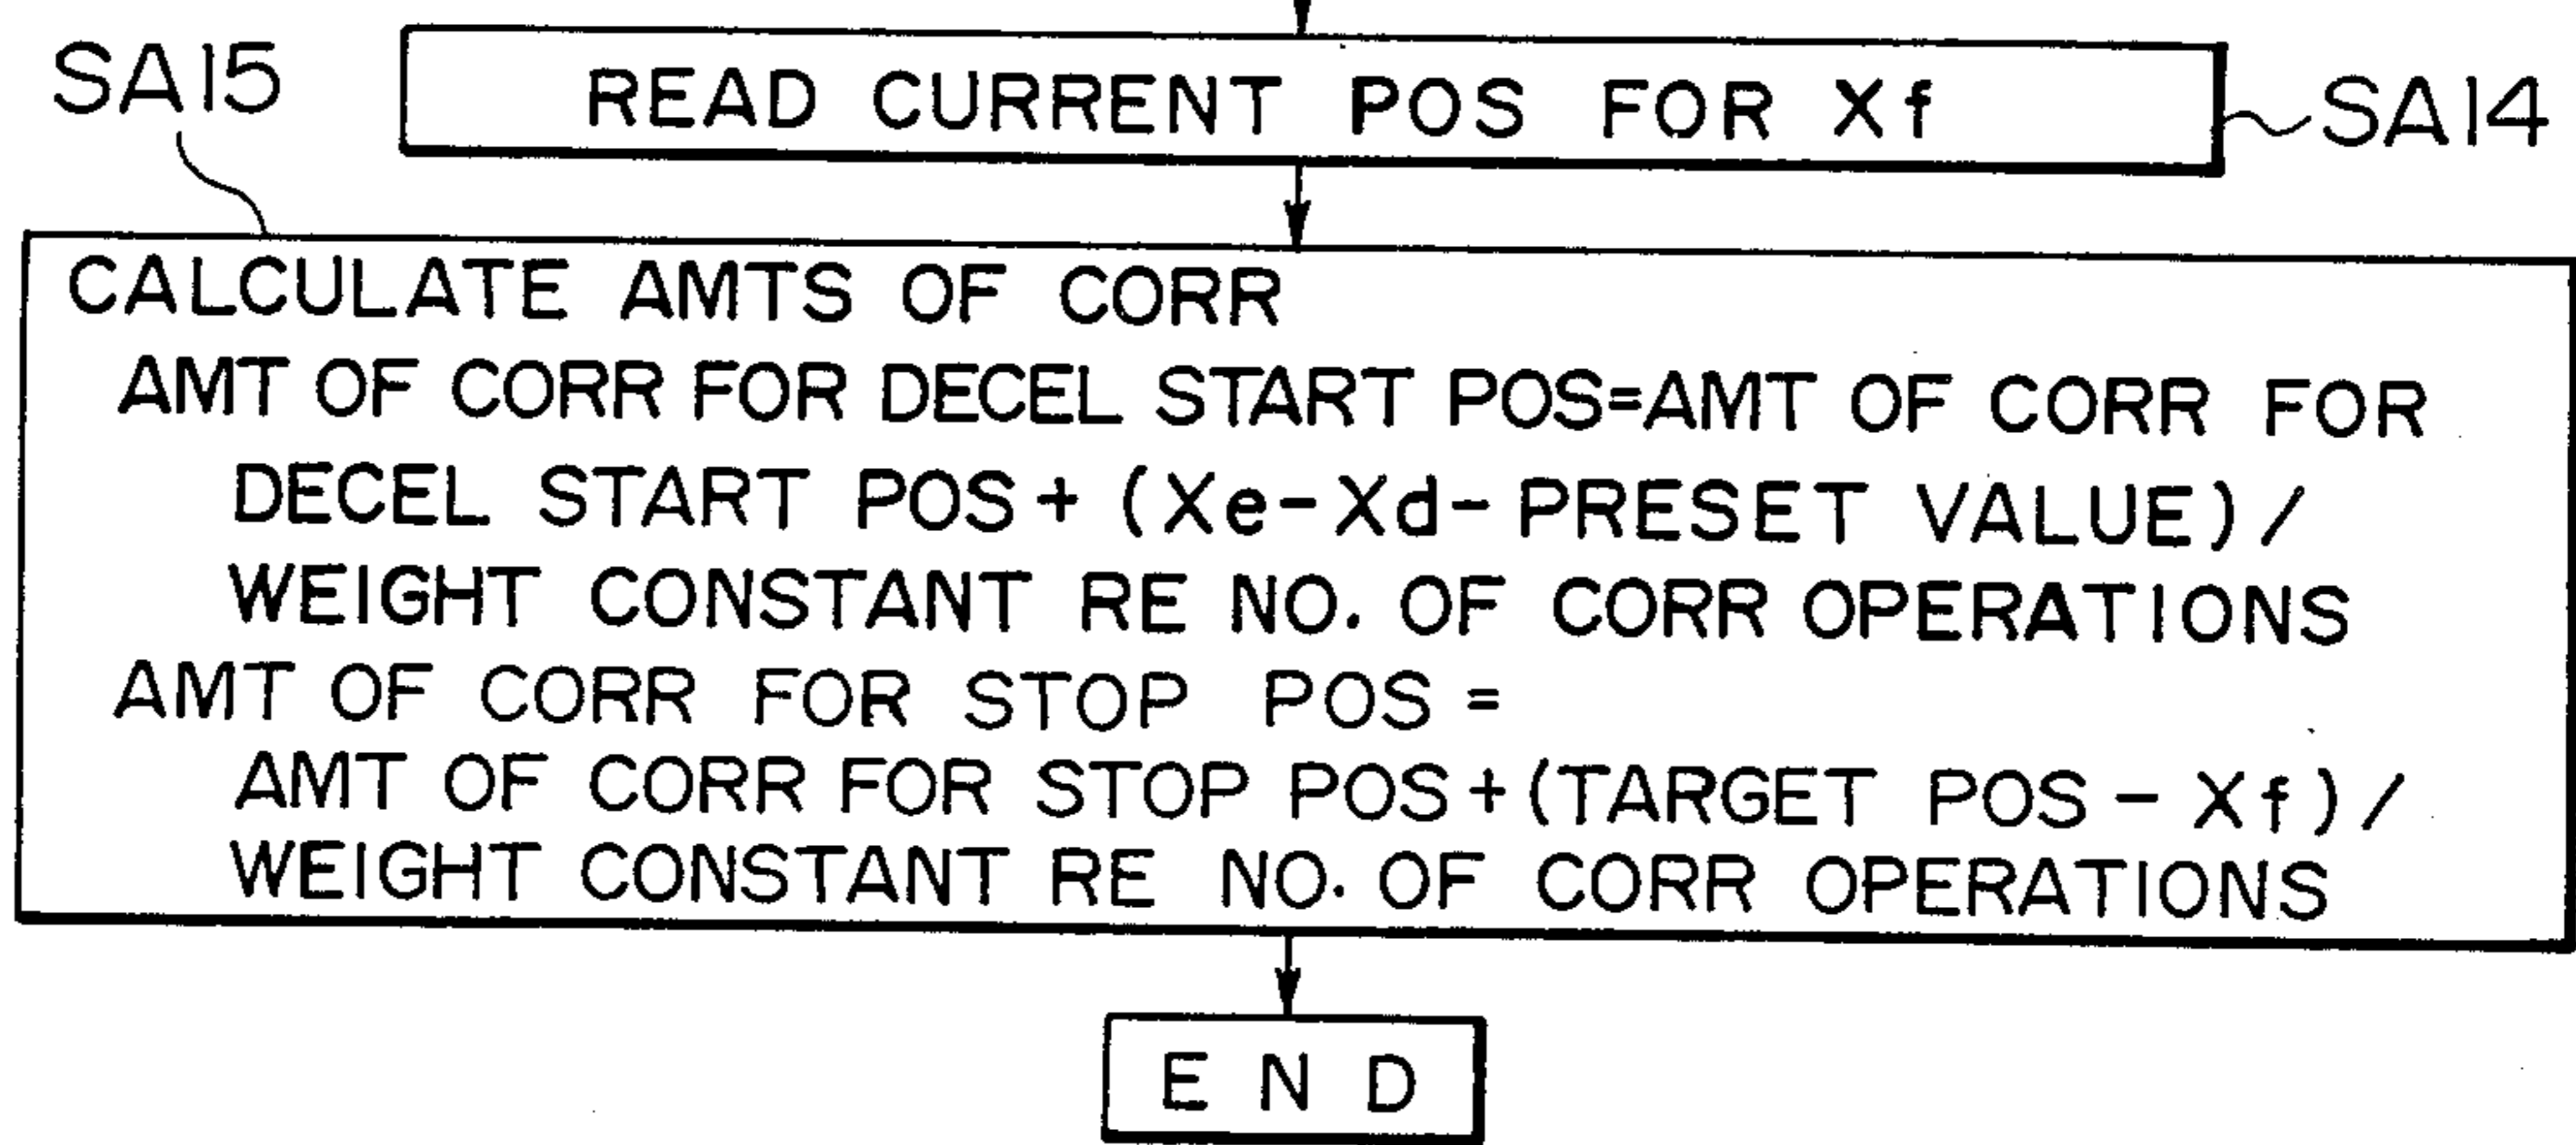 SA15
READ CURRENT POS FOR Xf
SA14
CALCULATE AMTS OF CORR
AMT OF CORR FOR DECEL START POS=AMT OF CORR FOR
DECEL START POS+ (Xe-Xd-PRESET VALUE)/
WEIGHT CONSTANT RE NO. OF CORR OPERATIONS
AMT OF CORR FOR STOP POS =
AMT OF CORR FOR STOP POS+(TARGET POS - Xf)/
WEIGHT CONSTANT RE NO. OF CORR OPERATIONS
END